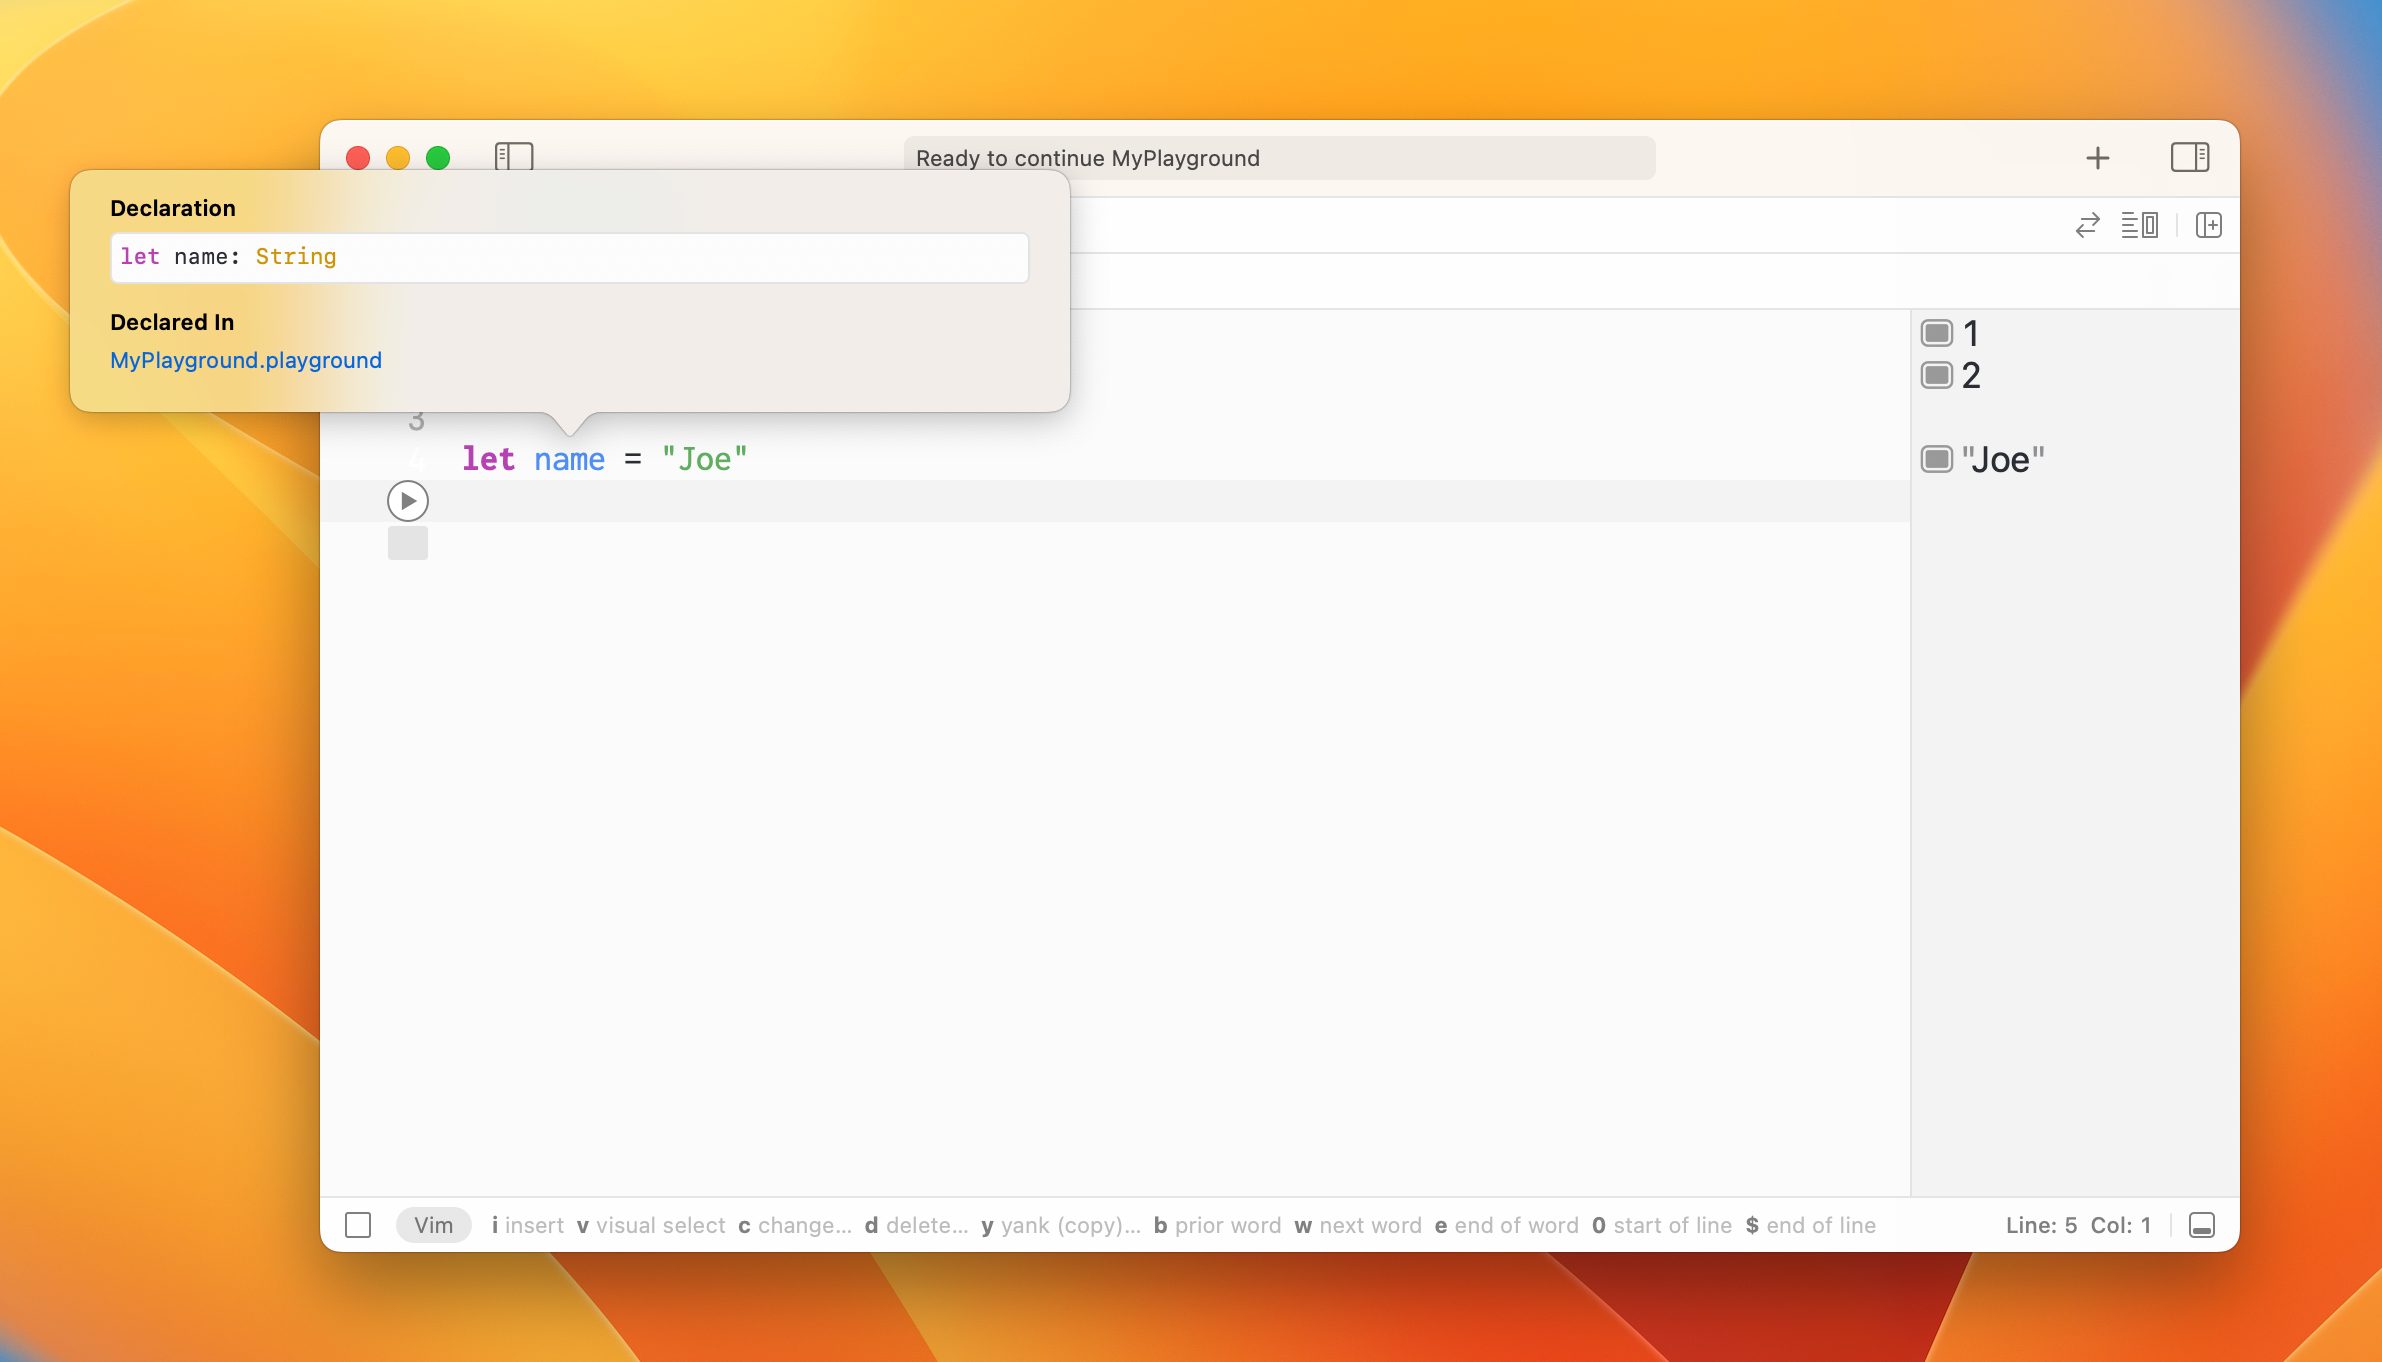 Ready to continue MyPlayground
Declaration
let name: String
Declared In
MyPlayground.playground
1
2
3
4 let name = "Joe"
"Joe"
Vim i insert v visual select c change... d delete... y yank (copy)... b prior word w next word e end of word 0 start of line $ end of line Line: 5 Col: 1